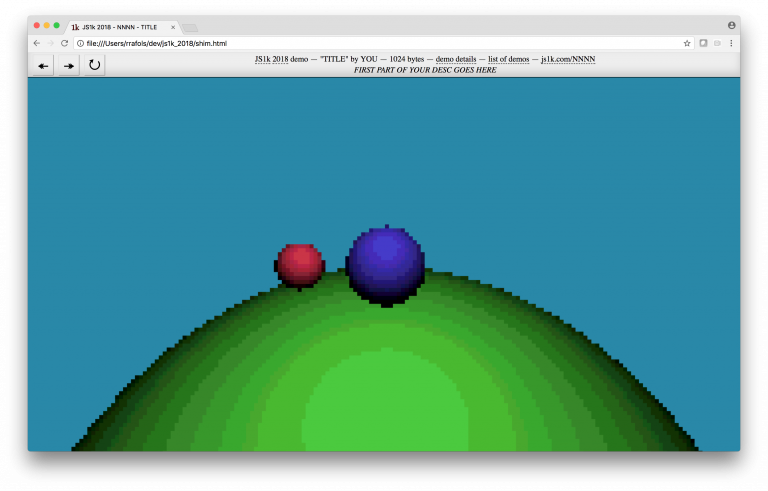 1k JS1K 2018 - NNNN - TITLE
file:///Users/rrafols/dev/js1k_2018/shim.html
JS1k 2018 demo — "TITLE" by YOU — 1024 bytes — demo details — list of demos — js1k.com/NNNN
FIRST PART OF YOUR DESC GOES HERE